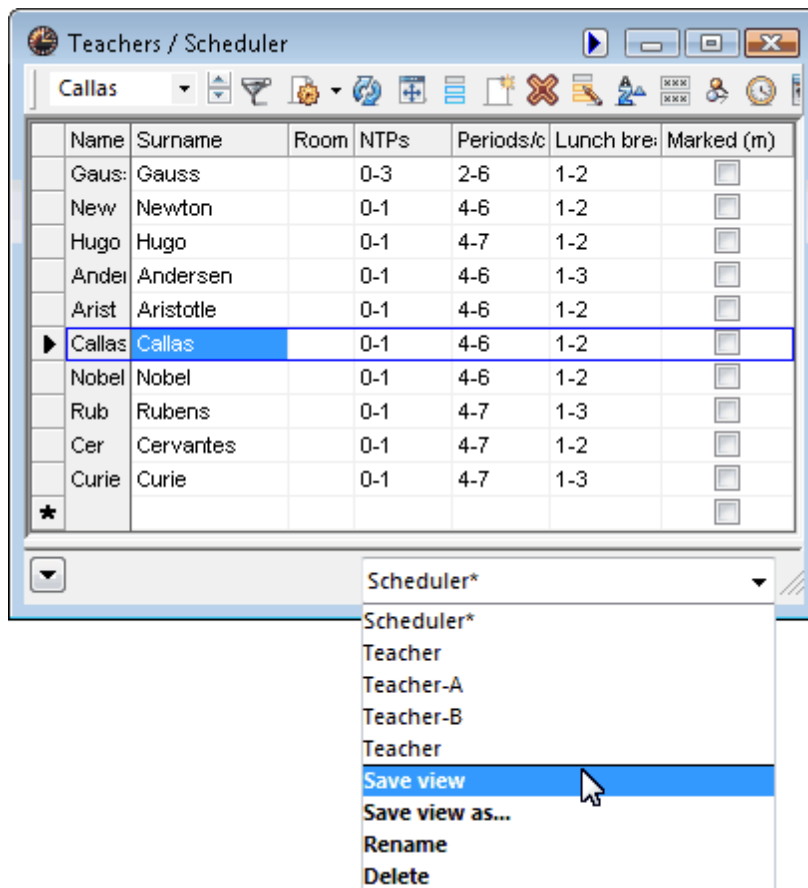 Teachers / Scheduler
Callas
Name Surname Room NTPs Periods/c Lunch bre Marked (m)
Gaus Gauss 0-3 2-6 1-2
New Newton 0-1 4-6 1-2
Hugo Hugo 0-1 4-7 1-2
Ander Andersen 0-1 4-6 1-3
Arist Aristotle 0-1 4-6 1-2
Callas Callas 0-1 4-6 1-2
Nobel Nobel 0-1 4-6 1-2
Rub Rubens 0-1 4-7 1-3
Cer Cervantes 0-1 4-7 1-2
Curie Curie 0-1 4-7 1-3
Scheduler*
Scheduler*
Teacher
Teacher-A
Teacher-B
Teacher
Save view
Save view as...
Rename
Delete